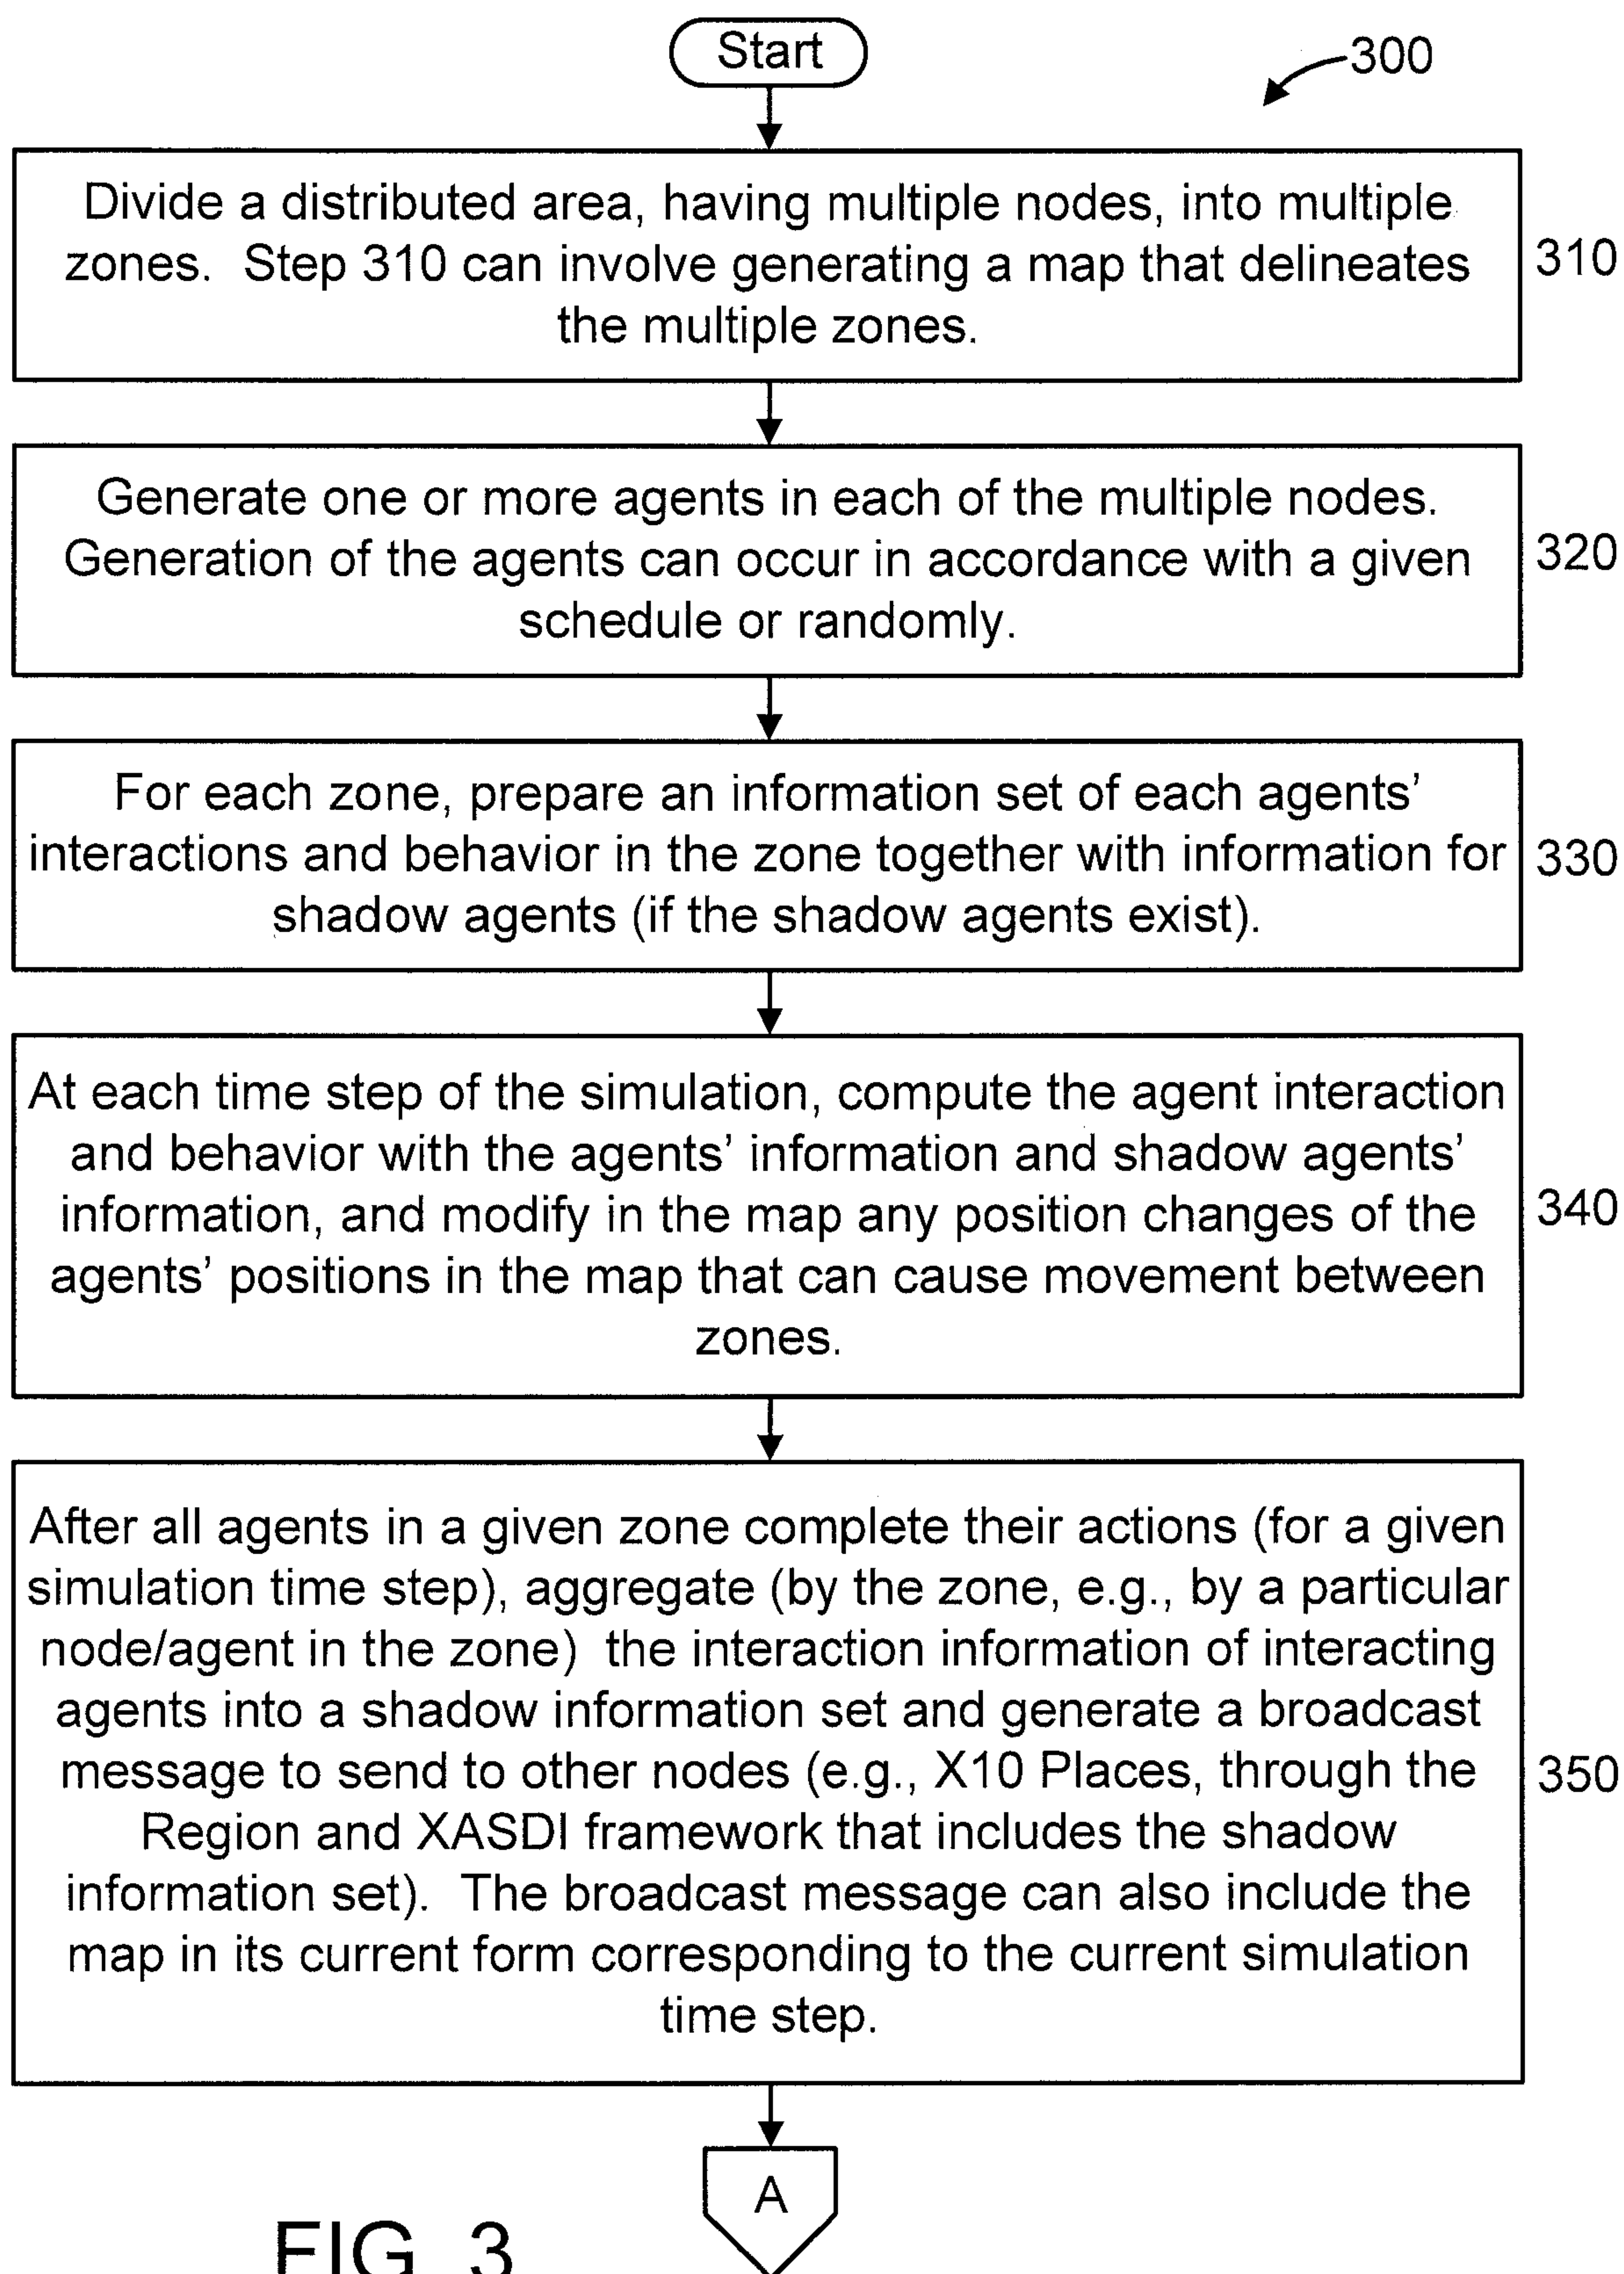 Start
300
Divide a distributed area, having multiple nodes, into multiple
zones. Step 310 can involve generating a map that delineates
the multiple zones.
310
Generate one or more agents in each of the multiple nodes.
Generation of the agents can occur in accordance with a given
schedule or randomly.
320
For each zone, prepare an information set of each agents’
interactions and behavior in the zone together with information for
shadow agents (if the shadow agents exist).
330
At each time step of the simulation, compute the agent interaction
and behavior with the agents’ information and shadow agents’
information, and modify in the map any position changes of the
agents’ positions in the map that can cause movement between
zones.
340
After all agents in a given zone complete their actions (for a given
simulation time step), aggregate (by the zone, e.g., by a particular
node/agent in the zone) the interaction information of interacting
agents into a shadow information set and generate a broadcast
message to send to other nodes (e.g., X10 Places, through the
Region and XASDI framework that includes the shadow
information set). The broadcast message can also include the
map in its current form corresponding to the current simulation
time step.
350
A
FIG. 3